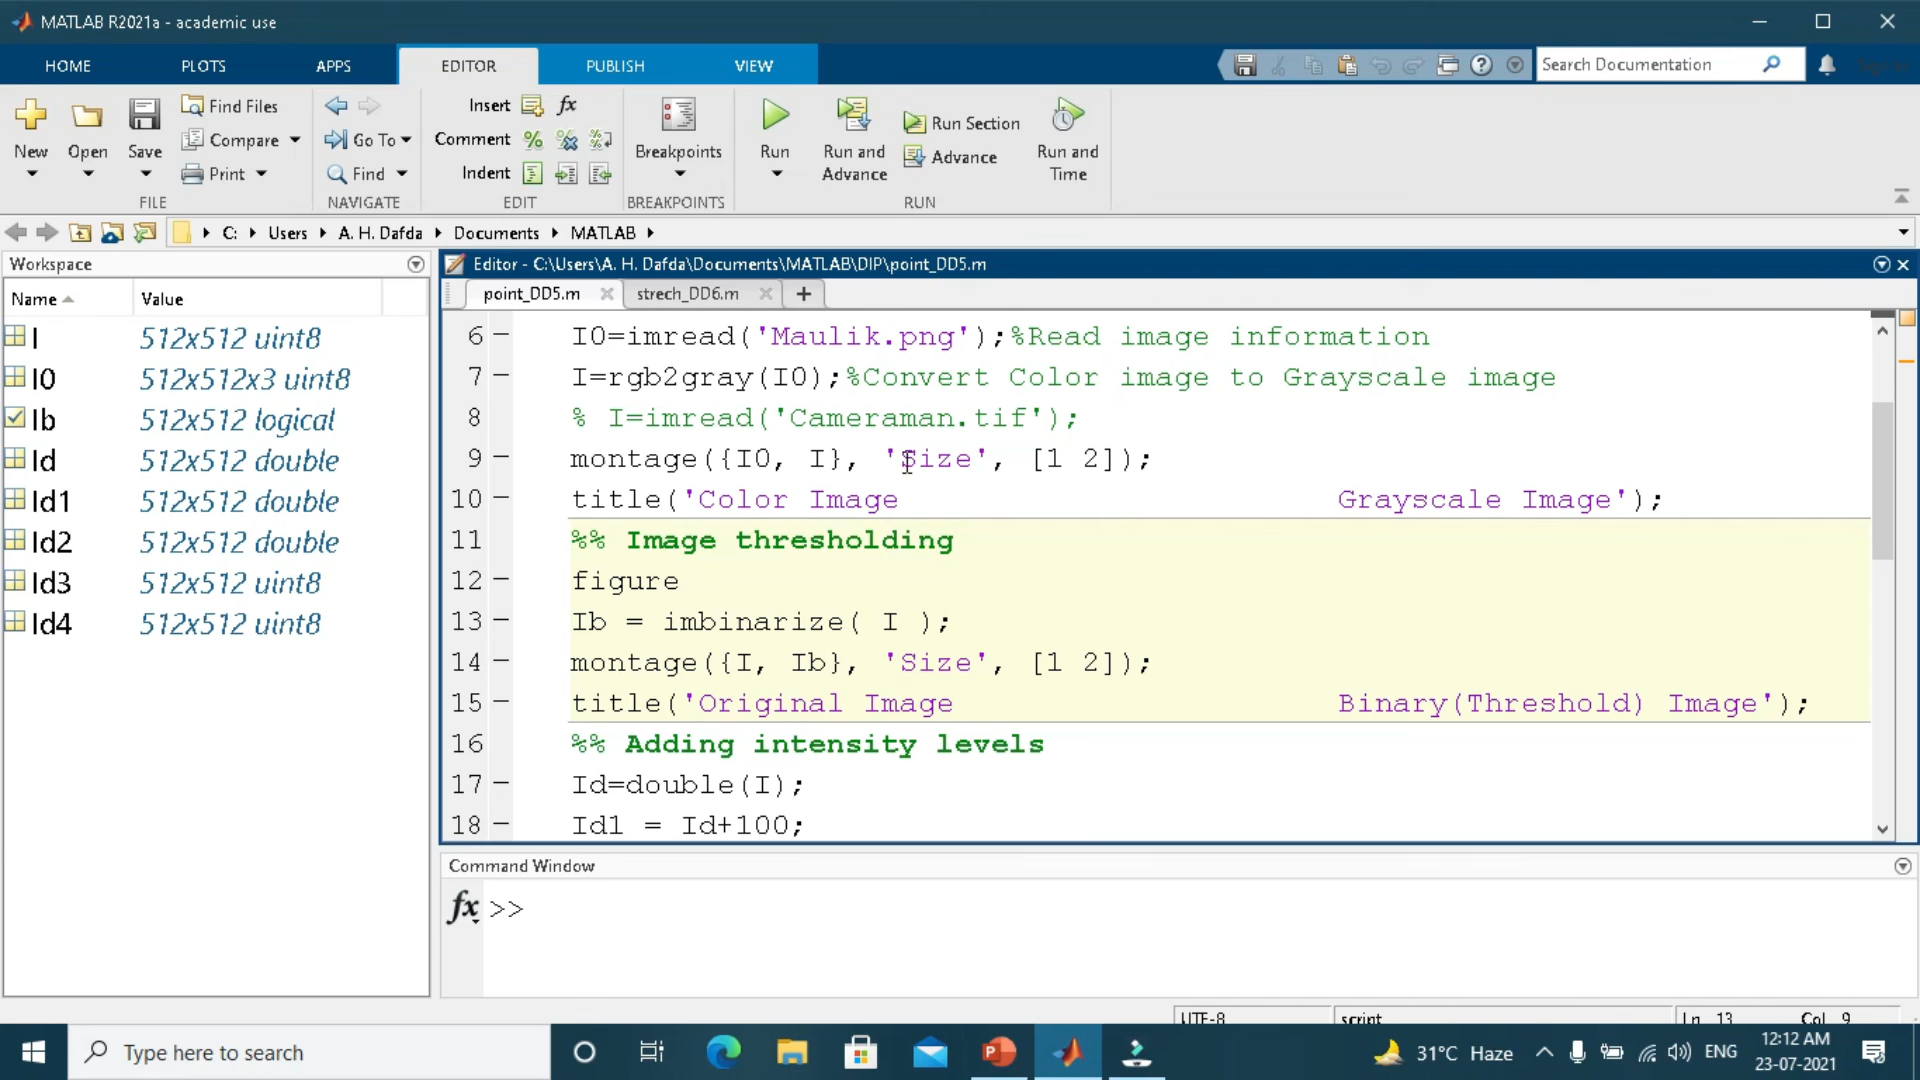 MATLAB R2021a - academic use
HOME PLOTS APPS EDITOR PUBLISH VIEW Search Documentation
New Open Save Find Files Compare Print
FILE
Go To Find
NAVIGATE
Insert fx
Comment
Indent
EDIT
Breakpoints
BREAKPOINTS
Run Run and Advance Run Section Advance Run and Time
RUN
C: Users A. H. Dafda Documents MATLAB
Workspace
Name Value
I 512x512 uint8
I0 512x512x3 uint8
Ib 512x512 logical
Id 512x512 double
Id1 512x512 double
Id2 512x512 double
Id3 512x512 uint8
Id4 512x512 uint8
Editor - C:\Users\A. H. Dafda\Documents\MATLAB\DIP\point_DD5.m
point_DD5.m strech_DD6.m +
6 – I0=imread('Maulik.png');%Read image information
7 – I=rgb2gray(I0);%Convert Color image to Grayscale image
8 % I=imread('Cameraman.tif');
9 – montage({I0, I}, 'Size', [1 2]);
10 – title('Color Image Grayscale Image');
11 %% Image thresholding
12 – figure
13 – Ib = imbinarize( I );
14 – montage({I, Ib}, 'Size', [1 2]);
15 – title('Original Image Binary(Threshold) Image');
16 %% Adding intensity levels
17 – Id=double(I);
18 – Id1 = Id+100;
Command Window
fx >>
UTF-8 script Ln 13 Col 9
Type here to search
31°C Haze ENG
12:12 AM
23-07-2021